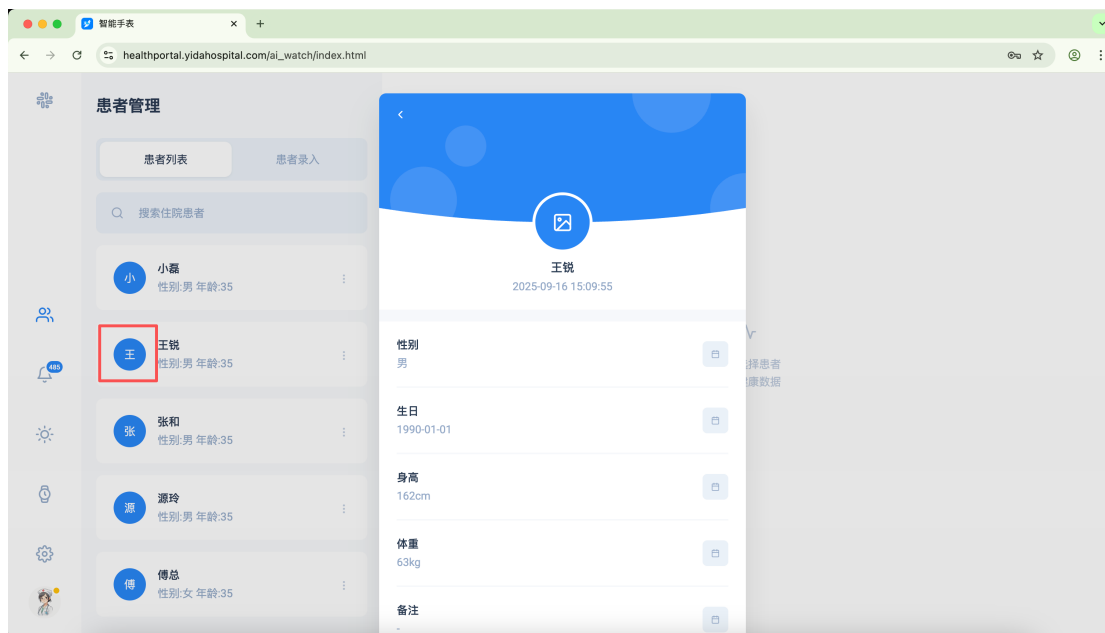 智能手表
healthportal.yidahospital.com/ai_watch/index.html
患者管理
患者列表
患者录入
搜索住院患者
小
小磊
性别:男 年龄:35
王
王锐
性别:男 年龄:35
485
张
张和
性别:男 年龄:35
源
源玲
性别:男 年龄:35
傅
傅总
性别:女 年龄:35
王锐
2025-09-16 15:09:55
性别
男
生日
1990-01-01
身高
162cm
体重
63kg
备注
-
择患者
康数据